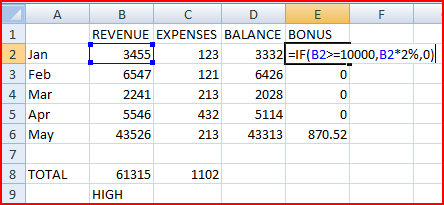 A B C D E F
1 REVENUE EXPENSES BALANCE BONUS
2 Jan 3455 123 3332 =IF(B2>=10000,B2*2%,0)
3 Feb 6547 121 6426 0
4 Mar 2241 213 2028 0
5 Apr 5546 432 5114 0
6 May 43526 213 43313 870.52
7
8 TOTAL 61315 1102
9 HIGH